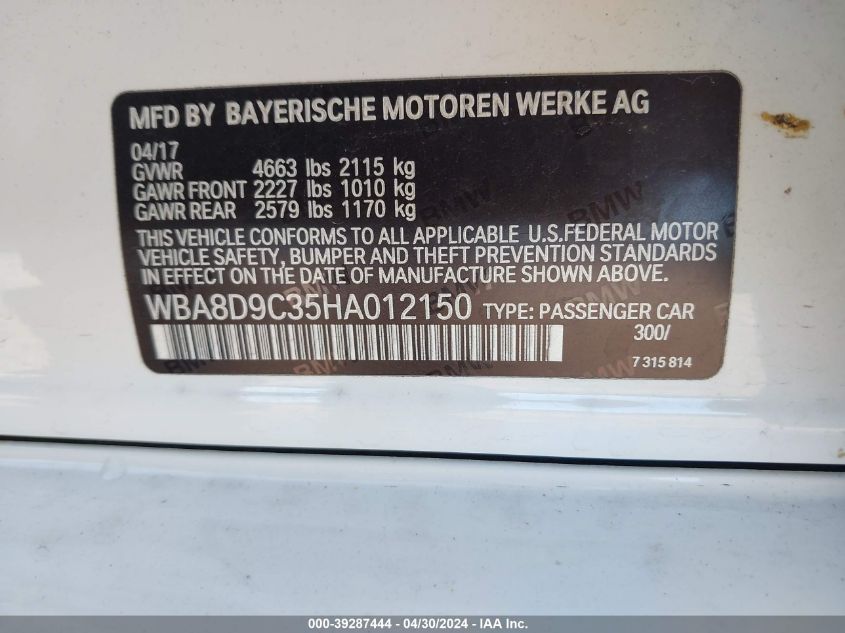 MFD BY BAYERISCHE MOTOREN WERKE AG
04/17
GVWR 4663 lbs 2115 kg
GAWR FRONT 2227 lbs 1010 kg
GAWR REAR 2579 lbs 1170 kg
THIS VEHICLE CONFORMS TO ALL APPLICABLE U.S.FEDERAL MOTOR
VEHICLE SAFETY, BUMPER AND THEFT PREVENTION STANDARDS
IN EFFECT ON THE DATE OF MANUFACTURE SHOWN ABOVE.
WBA8D9C35HA012150 TYPE: PASSENGER CAR
300/
7 315 814
000-39287444 - 04/30/2024 - IAA Inc.